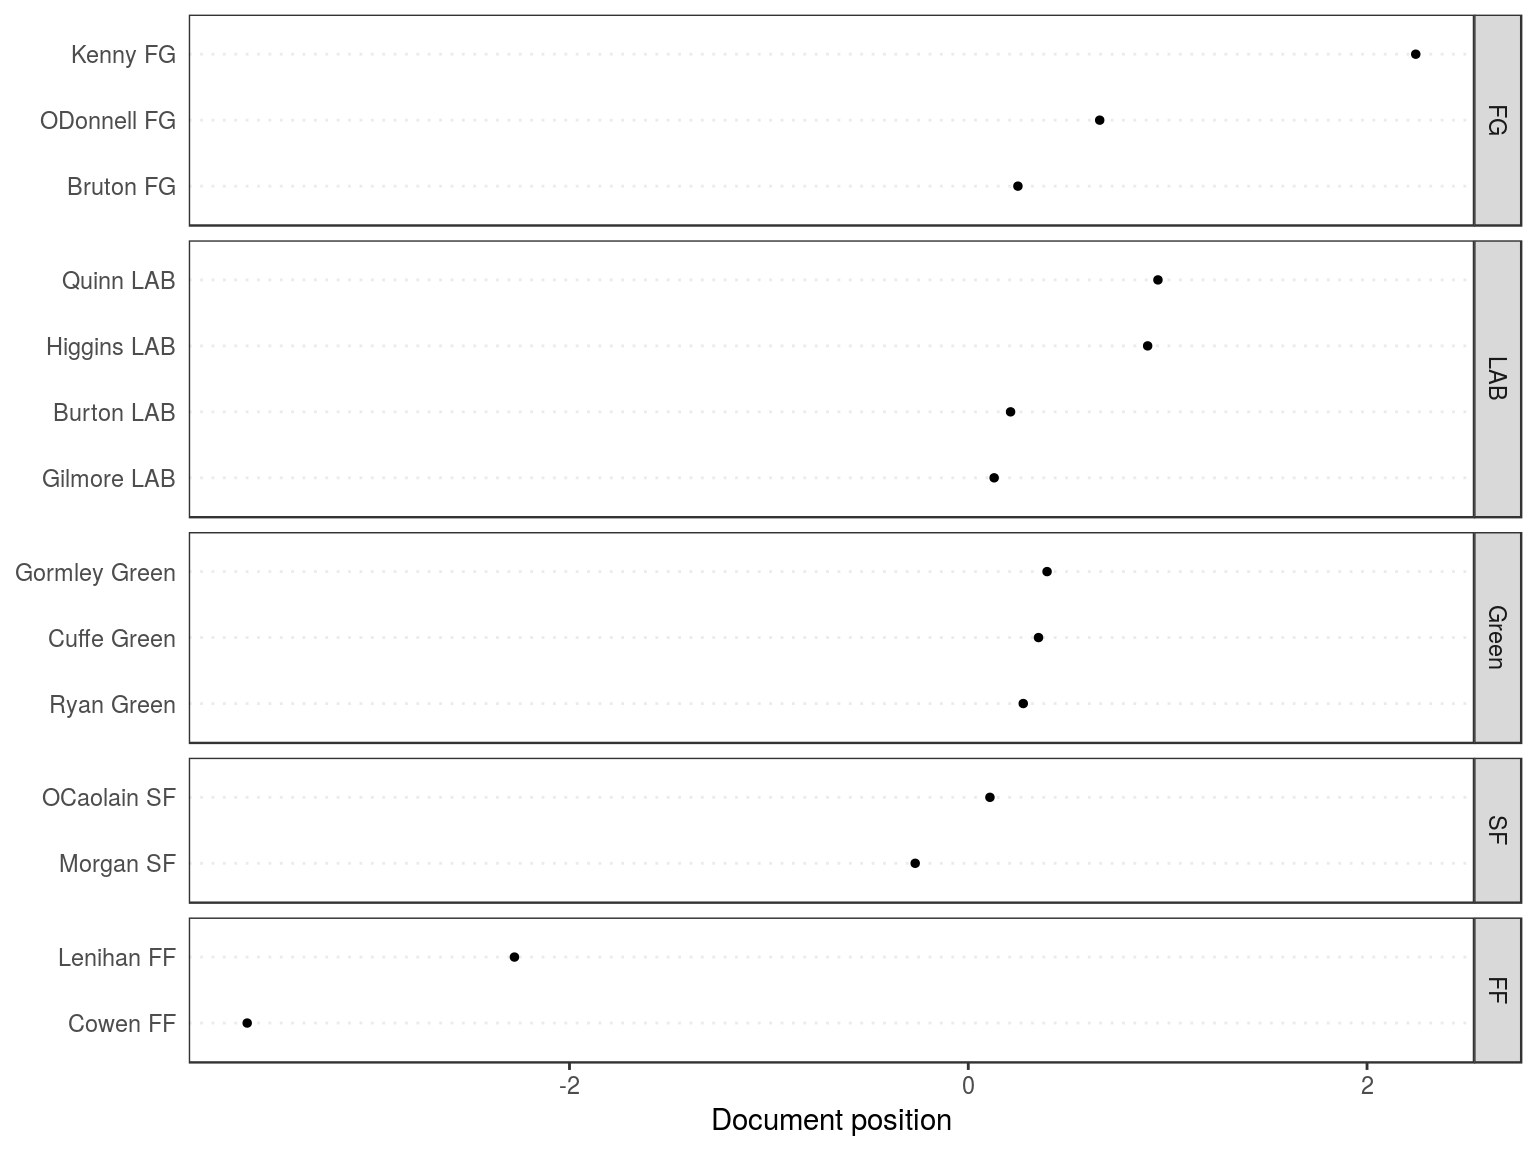 Kenny FG
ODonnell FG
Bruton FG
FG
Quinn LAB
Higgins LAB
Burton LAB
Gilmore LAB
LAB
Gormley Green
Cuffe Green
Ryan Green
Green
OCaolain SF
Morgan SF
SF
Lenihan FF
Cowen FF
FF
-2 0 2
Document position